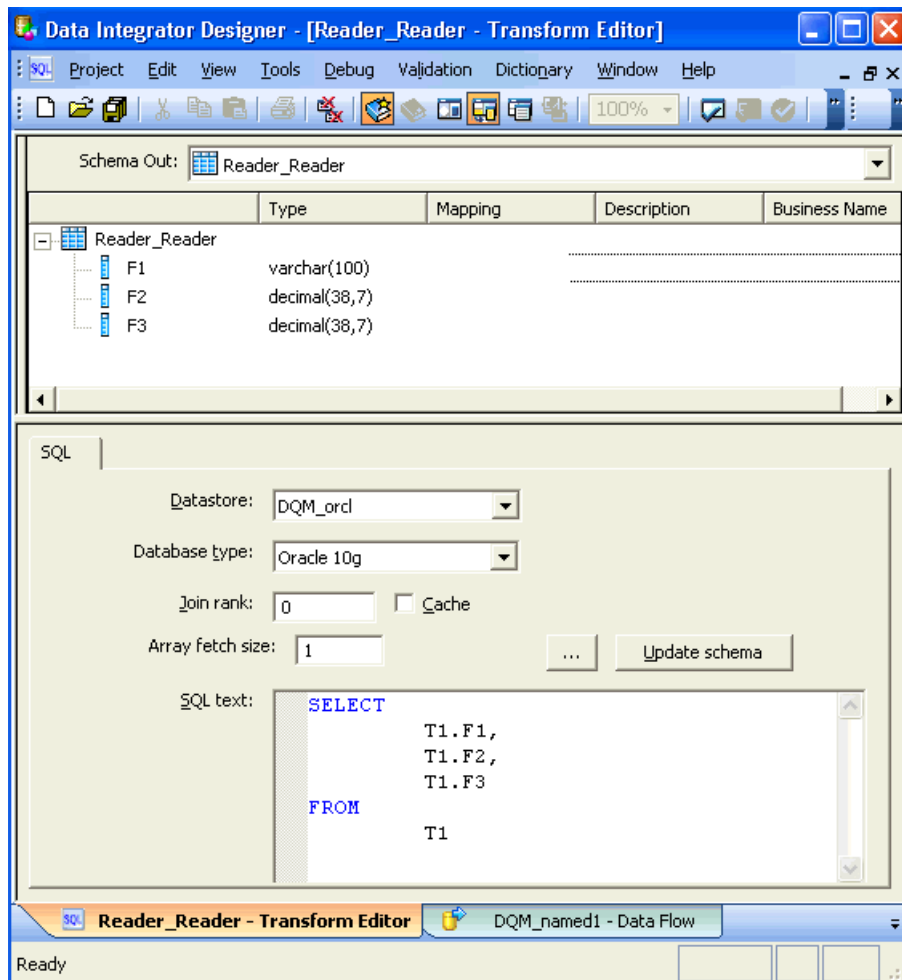 Data Integrator Designer - [Reader_Reader - Transform Editor]
SQL Project Edit View Tools Debug Validation Dictionary Window Help
100%
Schema Out: Reader_Reader
Type Mapping Description Business Name
Reader_Reader
F1 varchar(100)
F2 decimal(38,7)
F3 decimal(38,7)
SQL
Datastore: DQM_orcl
Database type: Oracle 10g
Join rank: 0 Cache
Array fetch size: 1 ... Update schema
SQL text: SELECT
T1.F1,
T1.F2,
T1.F3
FROM
T1
SQL Reader_Reader - Transform Editor DQM_named1 - Data Flow
Ready